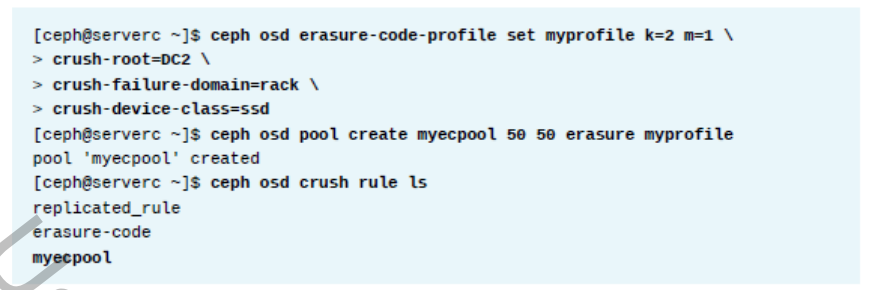 [ceph@serverc ~]$ ceph osd erasure-code-profile set myprofile k=2 m=1 \
> crush-root=DC2 \
> crush-failure-domain=rack \
> crush-device-class=ssd
[ceph@serverc ~]$ ceph osd pool create myecpool 50 50 erasure myprofile
pool 'myecpool' created
[ceph@serverc ~]$ ceph osd crush rule ls
replicated_rule
erasure-code
myecpool